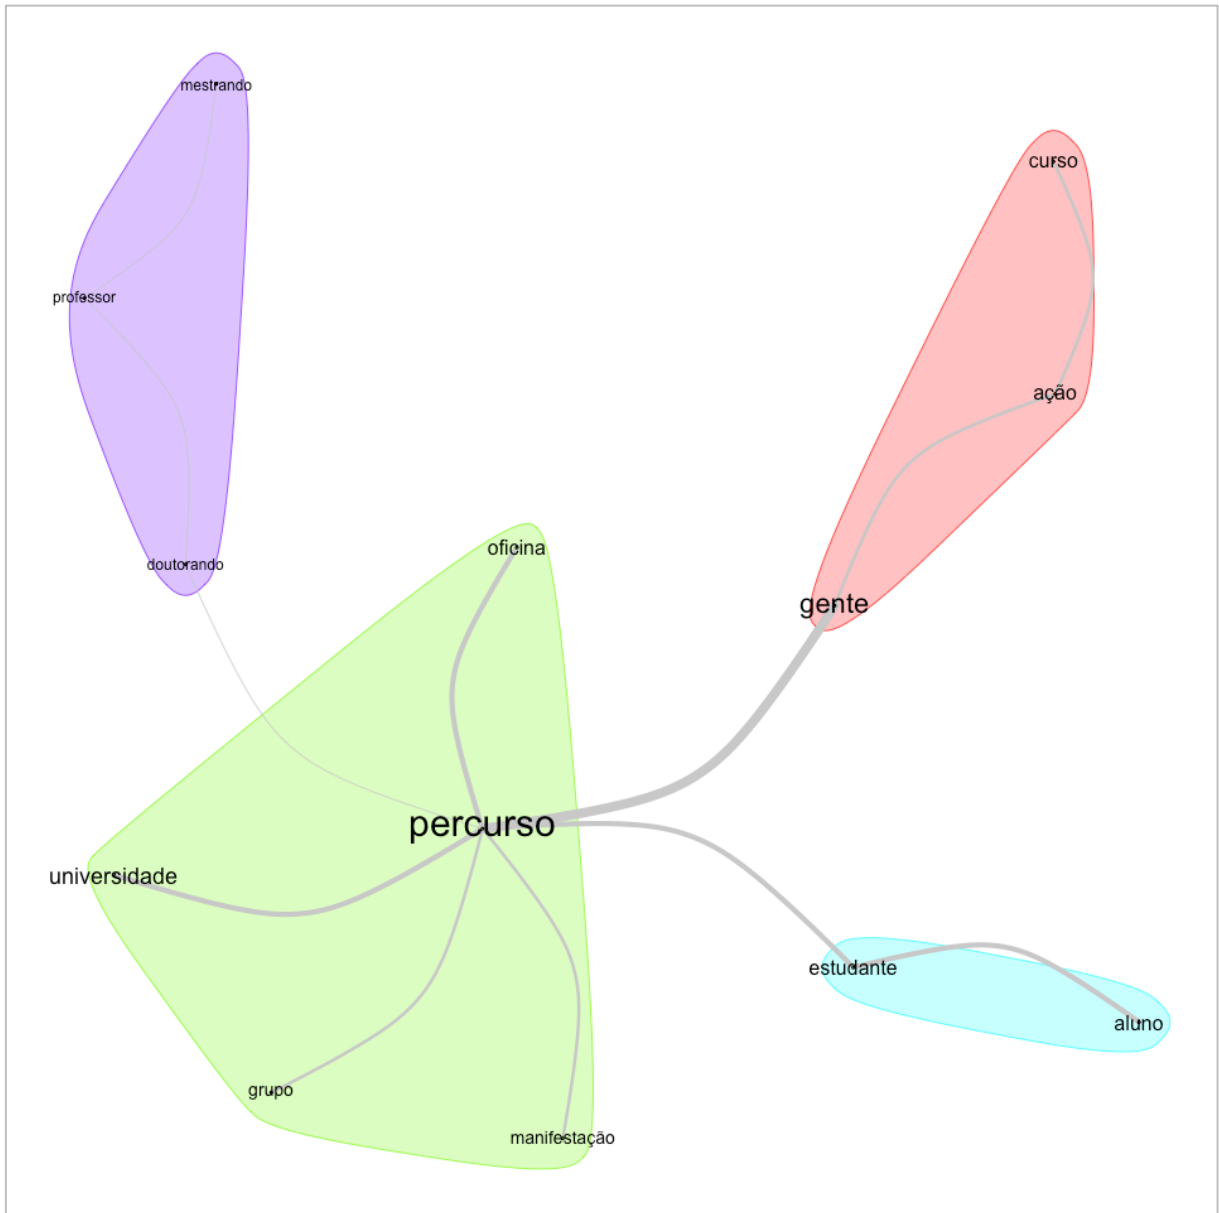 mestrando
curso
professor
ação
oficina
doutorando
gente
percurso
universidade
estudante
aluno
grupo
manifestação